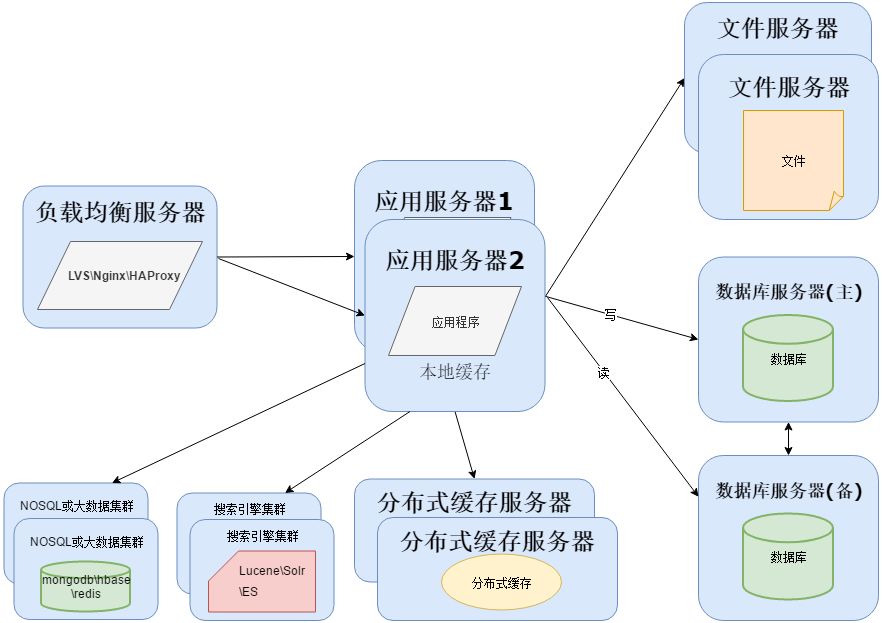 文件服务器
文件服务器
文件
应用服务器1
应用服务器2
应用程序
本地缓存
负载均衡服务器
LVS\Nginx\HAProxy
写
读
数据库服务器(主)
数据库
数据库服务器(备)
数据库
NOSQL或大数据集群
NOSQL或大数据集群
mongodb\hbase
\redis
搜索引擎集群
搜索引擎集群
Lucene\Solr
\ES
分布式缓存服务器
分布式缓存服务器
分布式缓存